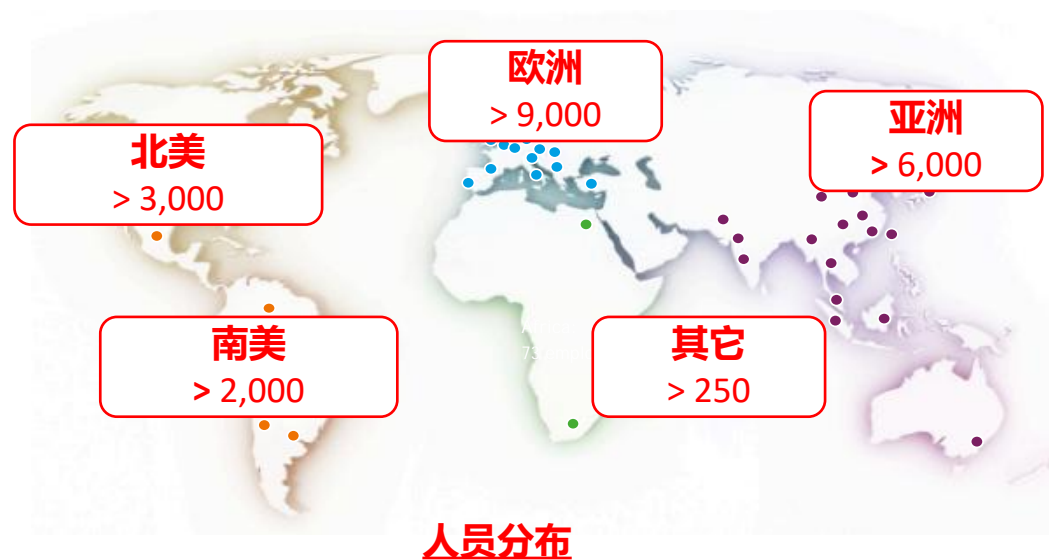 欧洲
> 9,000
亚洲
> 6,000
北美
> 3,000
南美
> 2,000
其它
> 250
人员分布